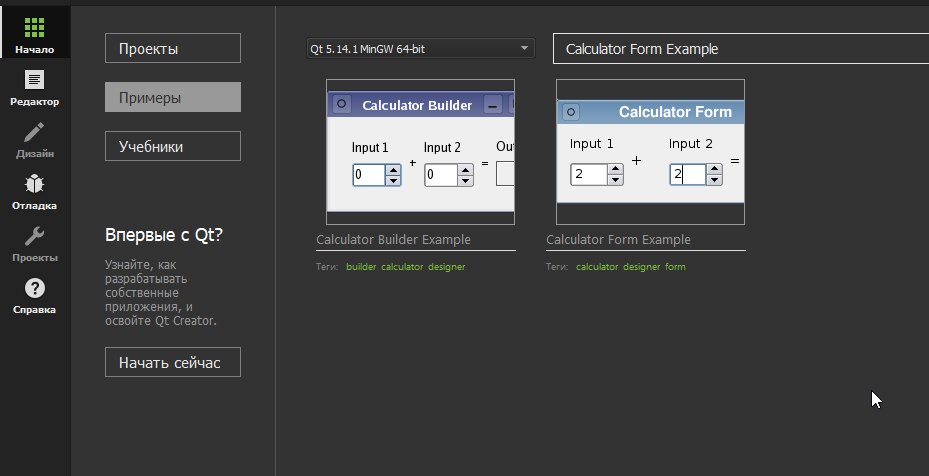 Начало
Редактор
Дизайн
Отладка
Проекты
Справка
Проекты
Примеры
Учебники
Впервые с Qt?
Узнайте, как
разрабатывать
собственные
приложения, и
освойте Qt Creator.
Начать сейчас
Qt 5.14.1 MinGW 64-bit
Calculator Form Example
Calculator Builder
Input 1
Input 2
Ou
0
+
0
=
Calculator Builder Example
Теги: builder calculator designer
Calculator Form
Input 1
Input 2
2
+
2
=
Calculator Form Example
Теги: calculator designer form